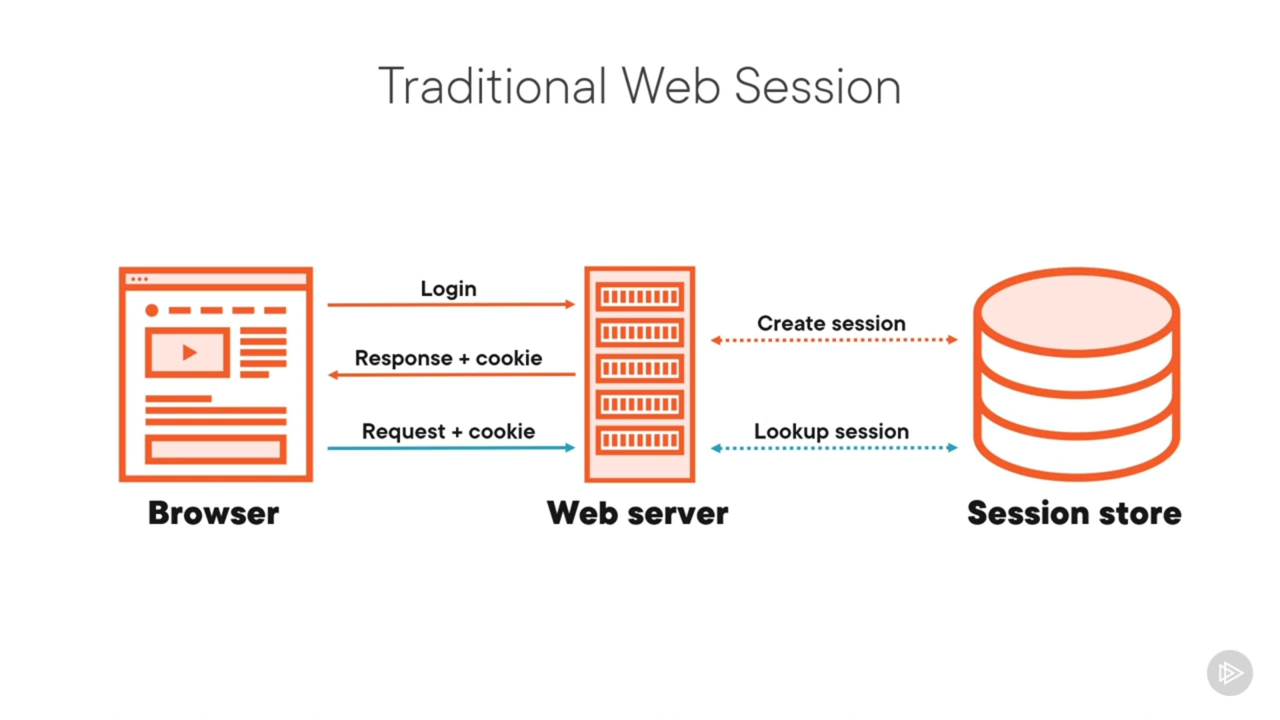 Traditional Web Session
Login
Create session
Response + cookie
Request + cookie
Lookup session
Browser
Web server
Session store